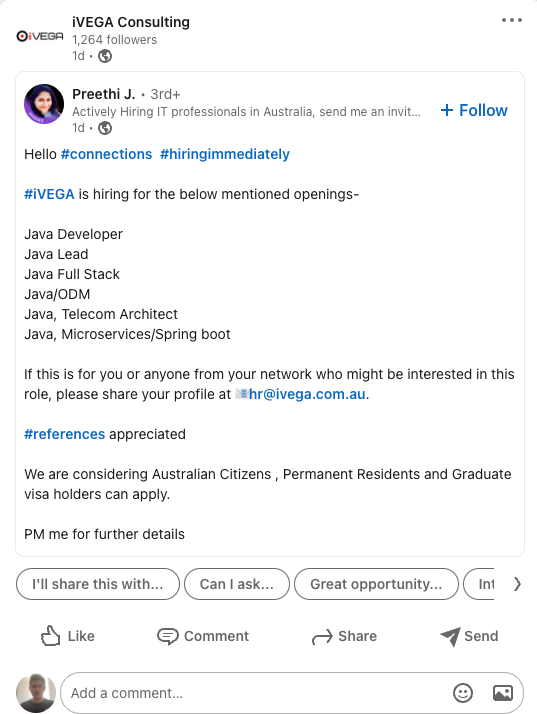 iVEGA
iVEGA Consulting
1,264 followers
1d •
Preethi J. • 3rd+
Actively Hiring IT professionals in Australia, send me an invit...
1d •
+ Follow
Hello #connections #hiringimmediately
#iVEGA is hiring for the below mentioned openings-
Java Developer
Java Lead
Java Full Stack
Java/ODM
Java, Telecom Architect
Java, Microservices/Spring boot
If this is for you or anyone from your network who might be interested in this
role, please share your profile at hr@ivega.com.au.
#references appreciated
We are considering Australian Citizens , Permanent Residents and Graduate
visa holders can apply.
PM me for further details
I'll share this with... Can I ask... Great opportunity... Int
Like Comment Share Send
Add a comment...